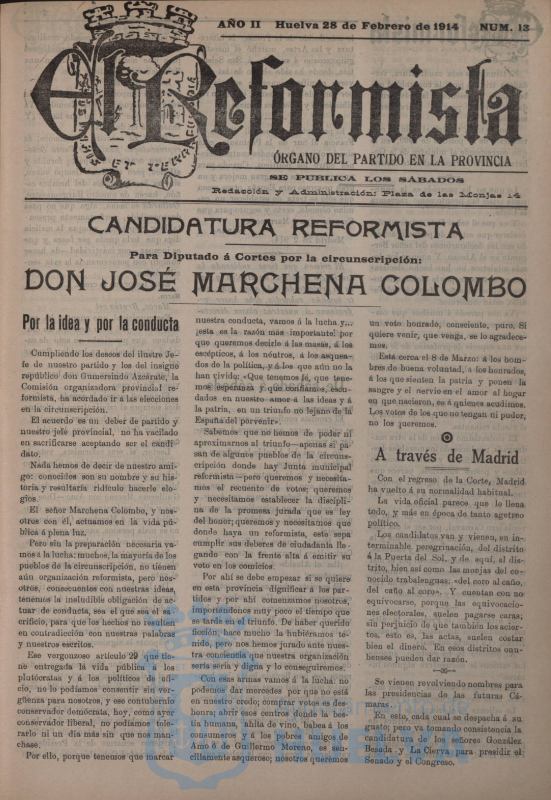 AÑO II Huelva 28 de Febrero de 1914 NUM. 13
El Reformista
ÓRGANO DEL PARTIDO EN LA PROVINCIA
SE PUBLICA LOS SÁBADOS
Redacción y Administración: Plaza de las Monjas 14
CANDIDATURA REFORMISTA
Para Diputado á Cortes por la circunscripción:
DON JOSÉ MARCHENA COLOMBO
Por la idea y por la conducta
Cumpliendo los deseos del ilustre Je-
fe de nuestro partido y los del insigne
repúblico don Gumersindo Azcárate, la
Comisión organizadora provincial re-
formista, ha acordado ir á las elecciones
en la circunscripción.
El acuerdo es un deber de partido y
nuestro jefe provincial, no ha vacilado
en sacrificarse aceptando ser el candi-
dato.
Nada hemos de decir de nuestro ami-
go: conocidos son su nombre y su his-
toria y resultaría ridículo hacerle elo-
gios.
El señor Marchena Colombo, y nos-
otros con él, actuamos en la vida pú-
blica á plena luz.
Pero sin la preparación necesaria va-
mos á la lucha; muchos, la mayoría de los
pueblos de la circunscripción, no tienen
aún organización reformista, pero nos-
otros, consecuentes con nuestras ideas,
tenemos la ineludible obligación de ac-
tuar de conducta, sea el que sea el sa-
crificio, para que los hechos no resulten
en contradicción con nuestras palabras
y nuestros escritos.
Ese vergonzoso artículo 29 que tie-
ne entregada la vida pública á los
plutócratas y á los políticos de ofi-
cio, no lo podíamos consentir sin ver-
güenza para nosotros, y ese contubernio
conservador demócrata, hoy, como ayer
conservador liberal, no podíamos tole-
rarlo ni un día más sin que nos man-
chase.
Por ello, porque tenemos que marcar
nuestra conducta, vamos á la lucha y...
¡esta es la razón más importante! por
que queremos decirle á las masas, á los
escépticos, á los néutros, á los asquea-
dos de la política, y á los que aún no la
han vivido: «Que tenemos fé, que tene-
mos esperanza y que confiamos, escu-
dados en nuestro amor á las ideas y á
la patria, en un triunfo no lejano de la
España del porvenir».
Sabemos que no hemos de poder ni
aproximarnos al triunfo—apenas si pa-
san de algunos pueblos de la circuns-
cripción donde hay Junta municipal
reformista—pero queremos y necesita-
mos el recuento de votos; queremos
y necesitamos establecer la discipli-
na de la promesa jurada que es ley
del honor; queremos y necesitamos que
donde haya un reformista, este sepa
cumplir sus deberes de ciudadanía lle-
gando con la frente alta á emitir su
voto en los comicios.
Por ahí se debe empezar si se quiere
en esta provincia dignificar á los par-
tidos y por ahí comenzamos nosotros,
importándonos muy poco el tiempo que
se tarde en el triunfo. De haber querido
ficción, hace mucho la hubiéramos te-
nido, pero nos hemos jurado ante nues-
tra conciencia que nuestra organización
sería seria y digna y lo conseguiremos.
Con esas armas vamos á la lucha: no
podemos dar mercedes por que no está
en nuestro credo; comprar votos es des-
honra; abrir esos centros donde la bes-
tia humana, ahíta de vino, babea á los
consumeros y á los pobres amigos de
Amo ó de Guillermo Moreno, es sen-
cillamente asqueroso; nosotros queremos
un voto honrado, consciente, puro. Si
quiere venir, que venga, se lo agradece-
mos.
Está cerca el 8 de Marzo: á los hom-
bres de buena voluntad, á los honrados,
á los que sienten la patria y ponen la
sangre y el nervio en el amor al hogar
en que nacieron, es á quienes acudimos.
Los votos de los que no tengan ni pudor,
no los queremos.
A través de Madrid
Con el regreso de la Corte, Madrid
ha vuelto á su normalidad habitual.
La vida oficial parece que lo llena
todo, y más en época de tanto agetreo
político.
Los candidatos van y vienen, en in-
terminable peregrinación, del distrito
á la Puerta del Sol, y de aquí, al dis-
trito, bien así como las monjas del co-
nocido trabalenguas: «del coro al caño,
del caño al coro». Y cuentan con no
equivocarse, porque las equivocacio-
nes electorales, suelen pagarse caras;
sin perjuicio de que también los acier-
tos, esto es, las actas, suelen costar
bien el dinero. En esos distritos onu-
benses pueden dar razón.
Se vienen revolviendo nombres para
las presidencias de las futuras Cá-
maras.
En esto, cada cual se despacha á su
gusto; pero va tomando consistencia la
candidatura de los señores González
Besada y La Cierva para presidir el
Senado y el Congreso.